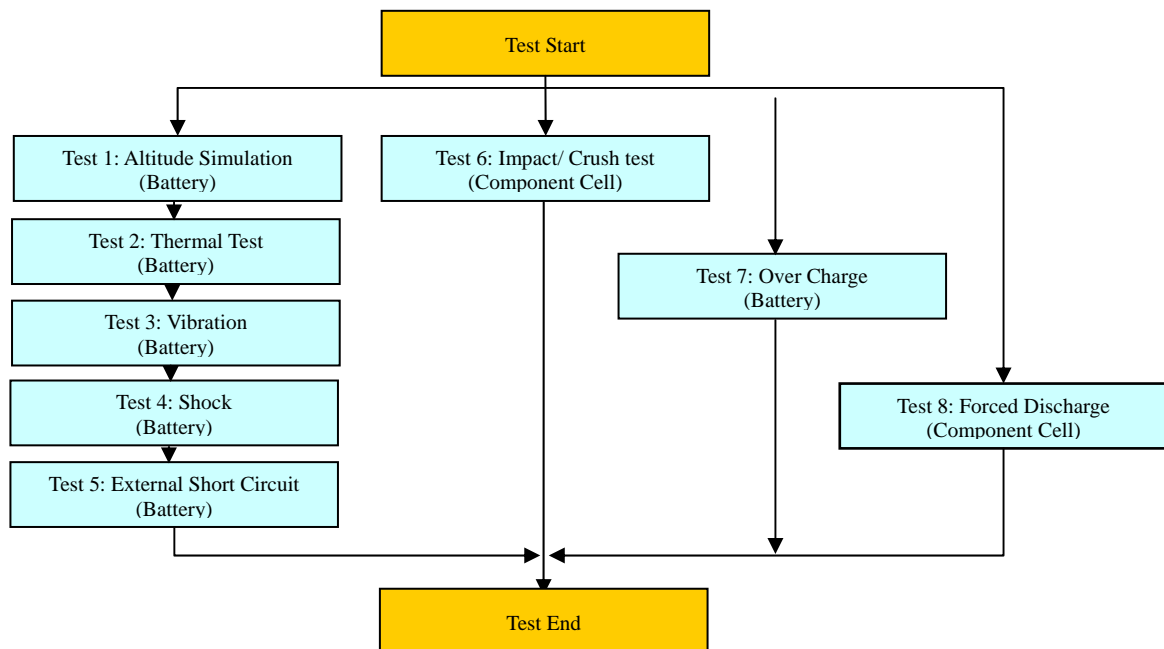 Test Start
Test 1: Altitude Simulation
(Battery)
Test 2: Thermal Test
(Battery)
Test 3: Vibration
(Battery)
Test 4: Shock
(Battery)
Test 5: External Short Circuit
(Battery)
Test 6: Impact/ Crush test
(Component Cell)
Test 7: Over Charge
(Battery)
Test 8: Forced Discharge
(Component Cell)
Test End